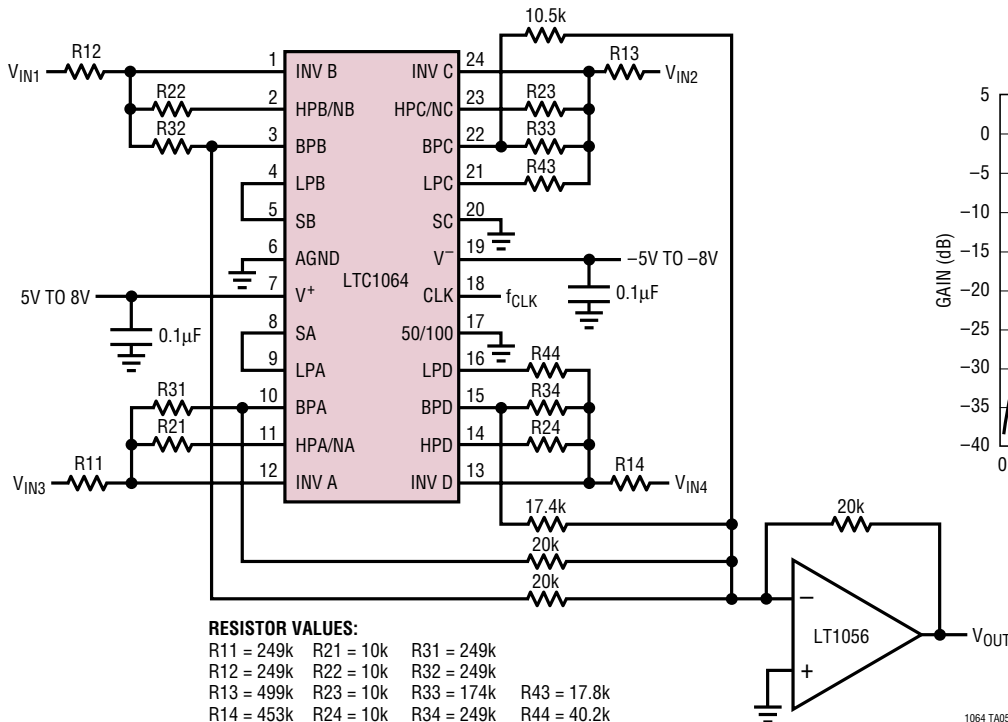 10.5k
R12
V_IN1
R22
R32
1 INV B
2 HPB/NB
3 BPB
4 LPB
5 SB
6 AGND
7 V+
8 SA
9 LPA
10 BPA
11 HPA/NA
12 INV A
LTC1064
INV C 24
HPC/NC 23
BPC 22
LPC 21
SC 20
V− 19
CLK 18
50/100 17
LPD 16
BPD 15
HPD 14
INV D 13
R13
V_IN2
R23
R33
R43
−5V TO −8V
0.1µF
f_CLK
5V TO 8V
0.1µF
R44
R34
R24
R14
V_IN4
R31
R21
R11
V_IN3
17.4k
20k
20k
20k
−
+
LT1056
V_OUT
5
0
−5
−10
−15
−20
−25
−30
−35
−40
0
GAIN (dB)
RESISTOR VALUES:
R11 = 249k R21 = 10k R31 = 249k
R12 = 249k R22 = 10k R32 = 249k
R13 = 499k R23 = 10k R33 = 174k R43 = 17.8k
R14 = 453k R24 = 10k R34 = 249k R44 = 40.2k